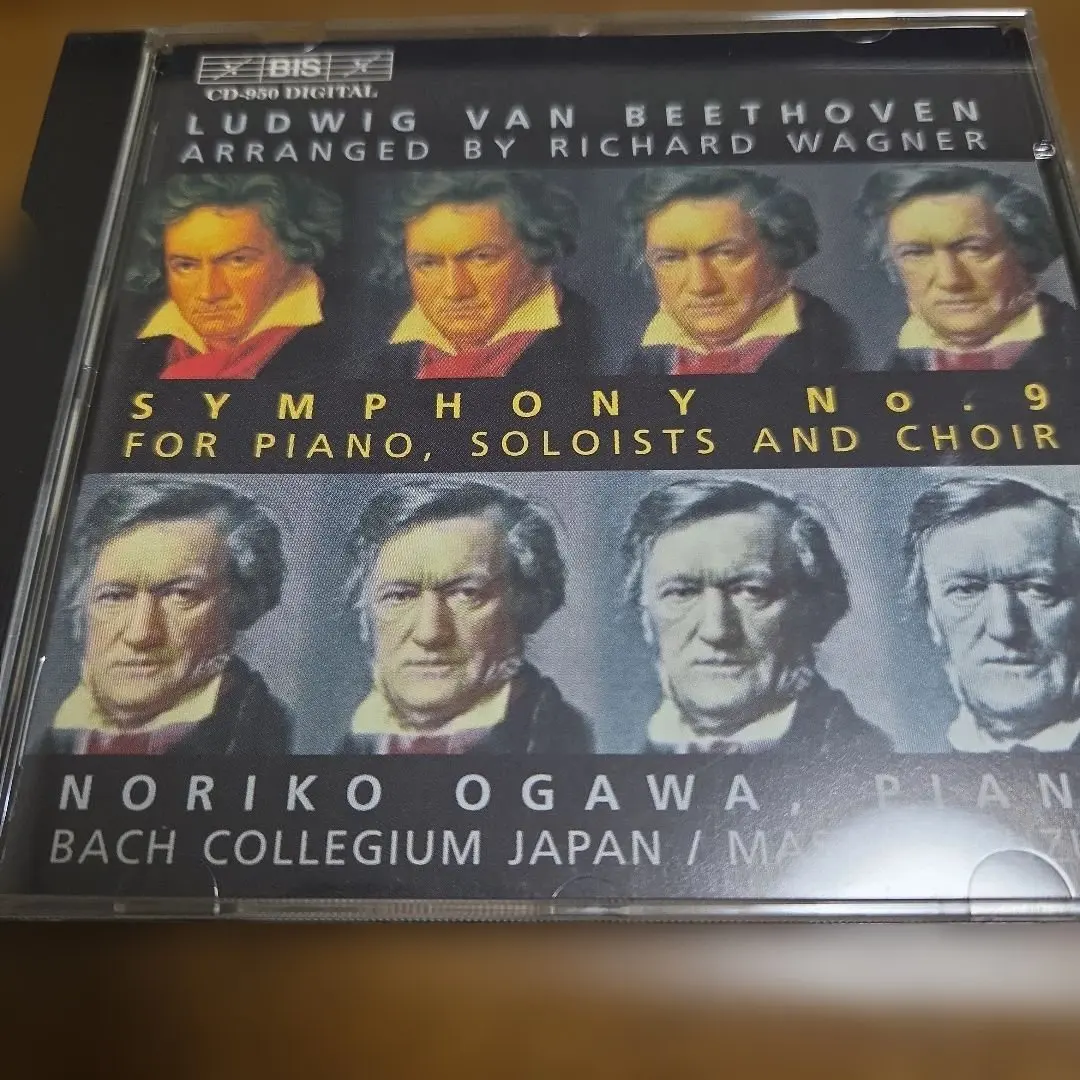 BIS
CD-950 DIGITAL
LUDWIG VAN BEETHOVEN
ARRANGED BY RICHARD WAGNER
SYMPHONY No. 9
FOR PIANO, SOLOISTS AND CHOIR
NORIKO OGAWA, PIAN
BACH COLLEGIUM JAPAN /